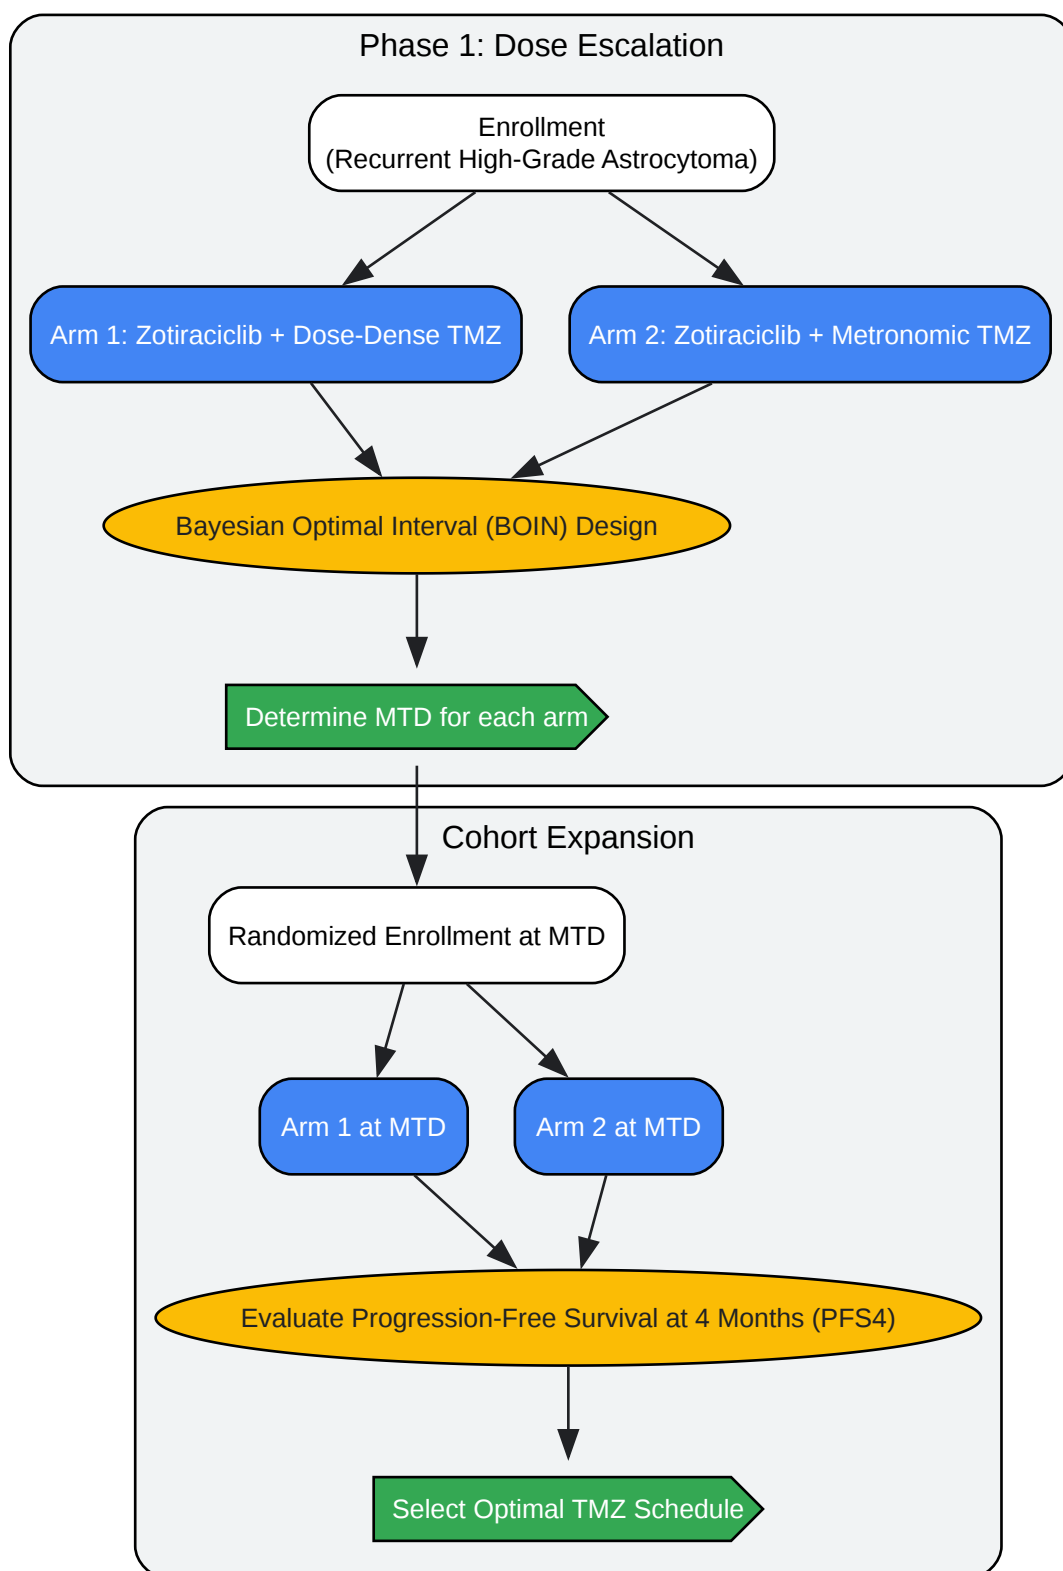 Phase 1: Dose Escalation
Enrollment
(Recurrent High-Grade Astrocytoma)
Arm 1: Zotiraciclib + Dose-Dense TMZ
Arm 2: Zotiraciclib + Metronomic TMZ
Bayesian Optimal Interval (BOIN) Design
Determine MTD for each arm
Cohort Expansion
Randomized Enrollment at MTD
Arm 1 at MTD
Arm 2 at MTD
Evaluate Progression-Free Survival at 4 Months (PFS4)
Select Optimal TMZ Schedule